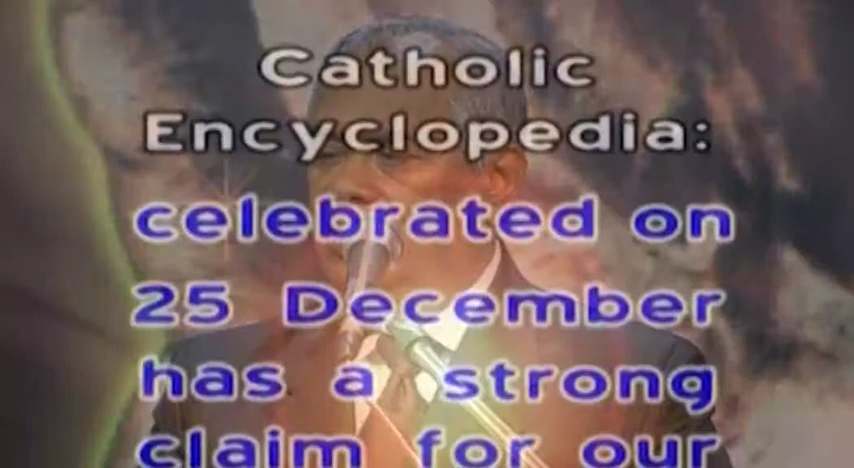 Catholic
Encyclopedia:
celebrated on
25 December
has a strong
claim for our